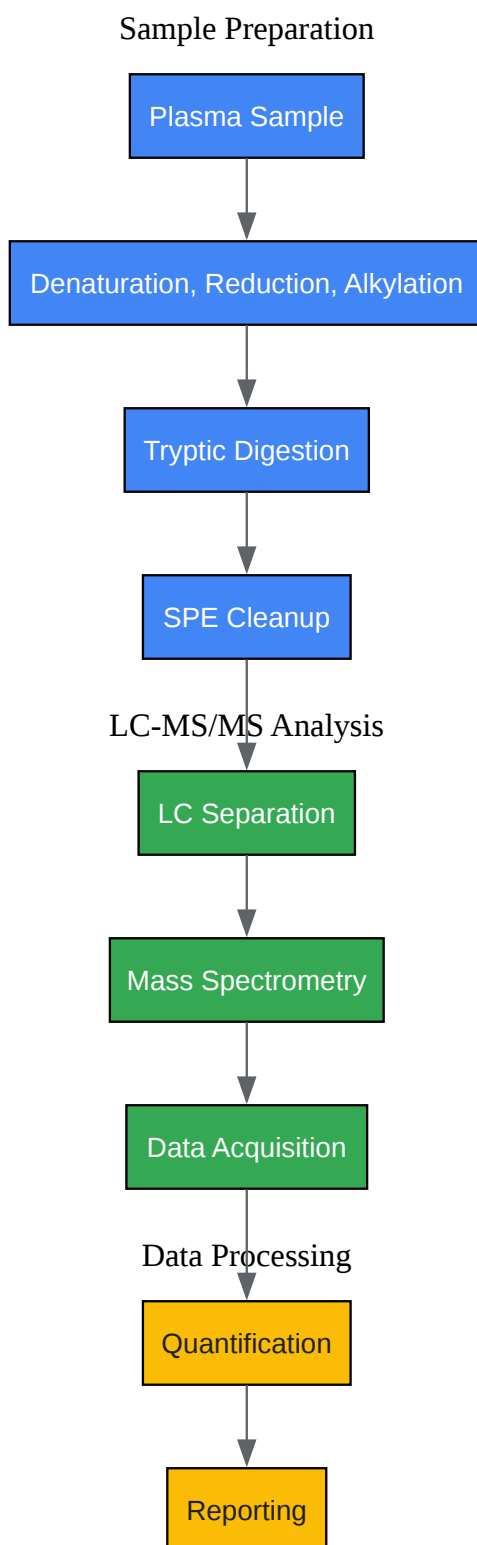 Sample Preparation
Plasma Sample
Denaturation, Reduction, Alkylation
Tryptic Digestion
SPE Cleanup
LC-MS/MS Analysis
LC Separation
Mass Spectrometry
Data Acquisition
Data Processing
Quantification
Reporting